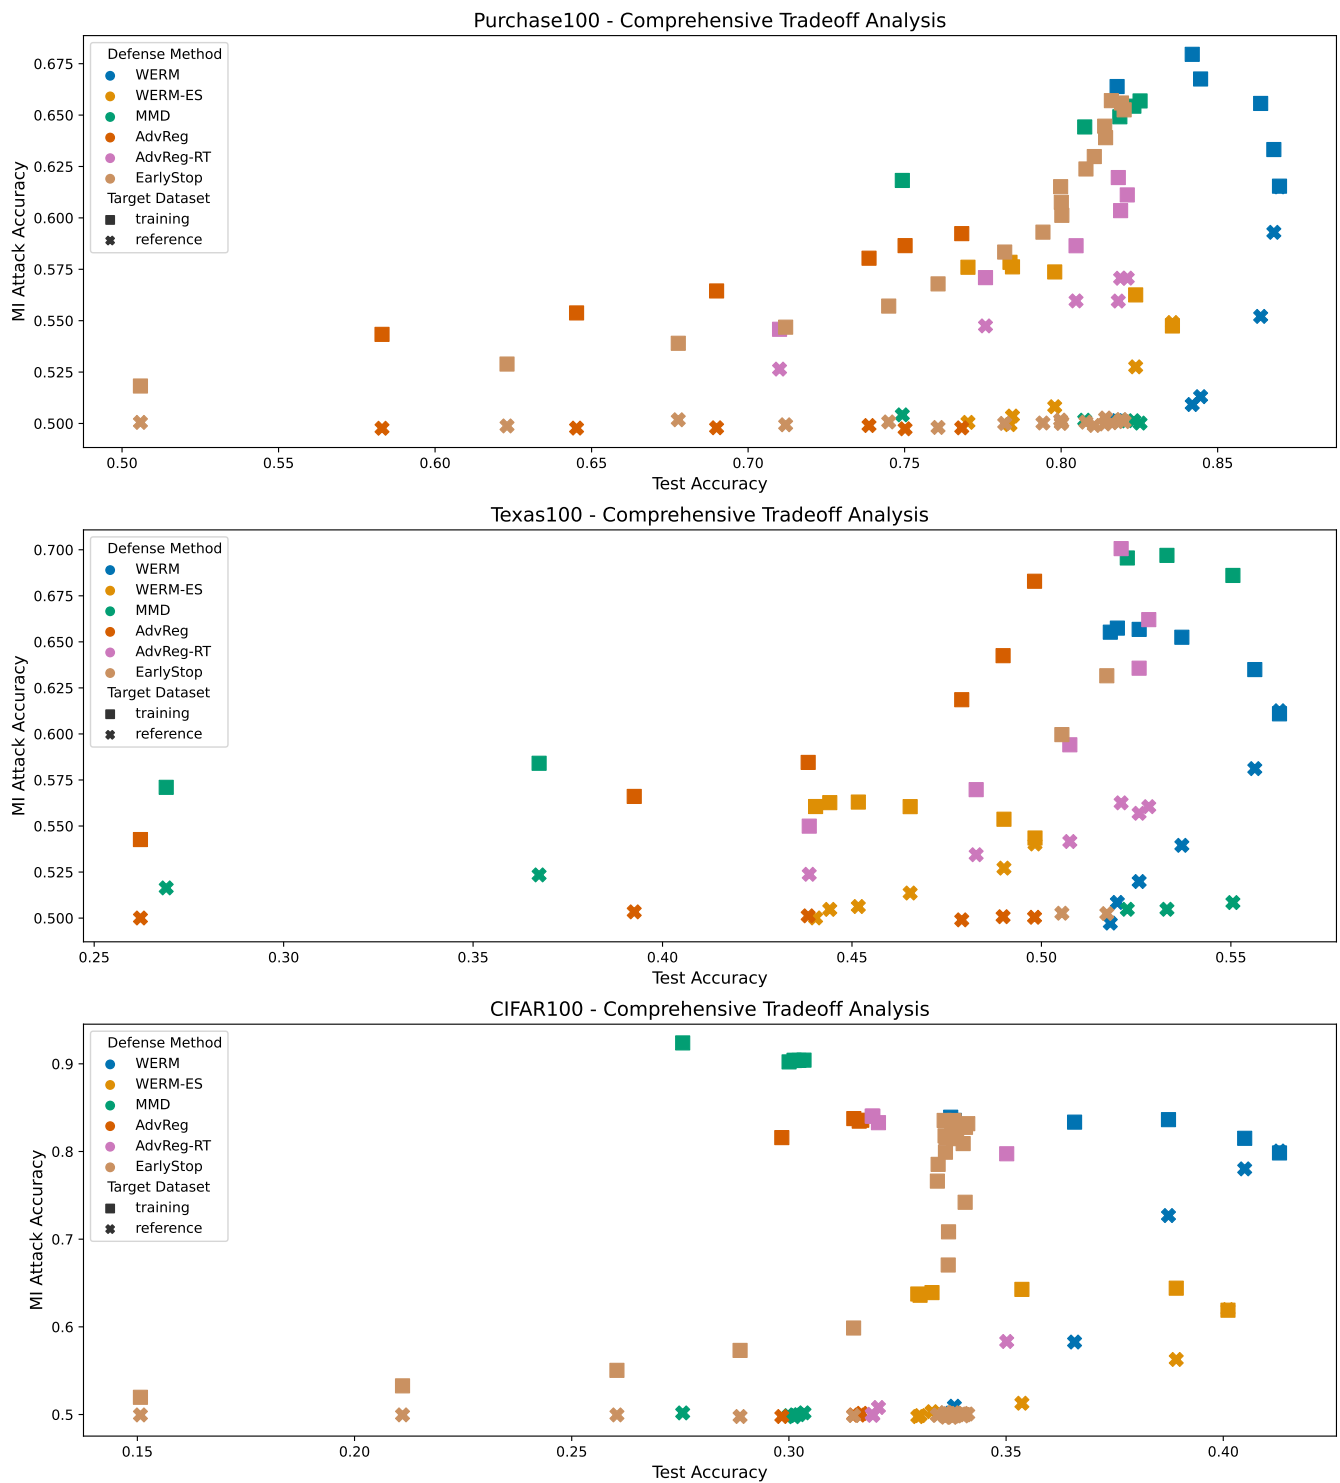 Purchase100 - Comprehensive Tradeoff Analysis
MI Attack Accuracy
0.675
0.650
0.625
0.600
0.575
0.550
0.525
0.500
Defense Method
WERM
WERM-ES
MMD
AdvReg
AdvReg-RT
EarlyStop
Target Dataset
training
reference
0.50 0.55 0.60 0.65 0.70 0.75 0.80 0.85
Test Accuracy
Texas100 - Comprehensive Tradeoff Analysis
MI Attack Accuracy
0.700
0.675
0.650
0.625
0.600
0.575
0.550
0.525
0.500
Defense Method
WERM
WERM-ES
MMD
AdvReg
AdvReg-RT
EarlyStop
Target Dataset
training
reference
0.25 0.30 0.35 0.40 0.45 0.50 0.55
Test Accuracy
CIFAR100 - Comprehensive Tradeoff Analysis
MI Attack Accuracy
0.9
0.8
0.7
0.6
0.5
Defense Method
WERM
WERM-ES
MMD
AdvReg
AdvReg-RT
EarlyStop
Target Dataset
training
reference
0.15 0.20 0.25 0.30 0.35 0.40
Test Accuracy